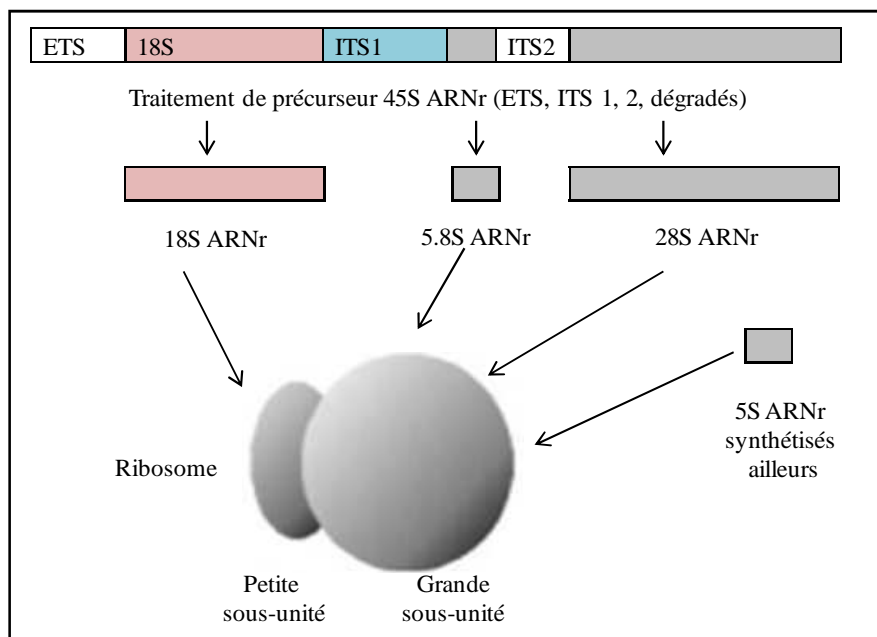 ETS 18S ITS1 ITS2
Traitement de précurseur 45S ARNr (ETS, ITS 1, 2, dégradés)
18S ARNr 5.8S ARNr 28S ARNr
5S ARNr
synthétisés
ailleurs
Ribosome
Petite
sous-unité
Grande
sous-unité